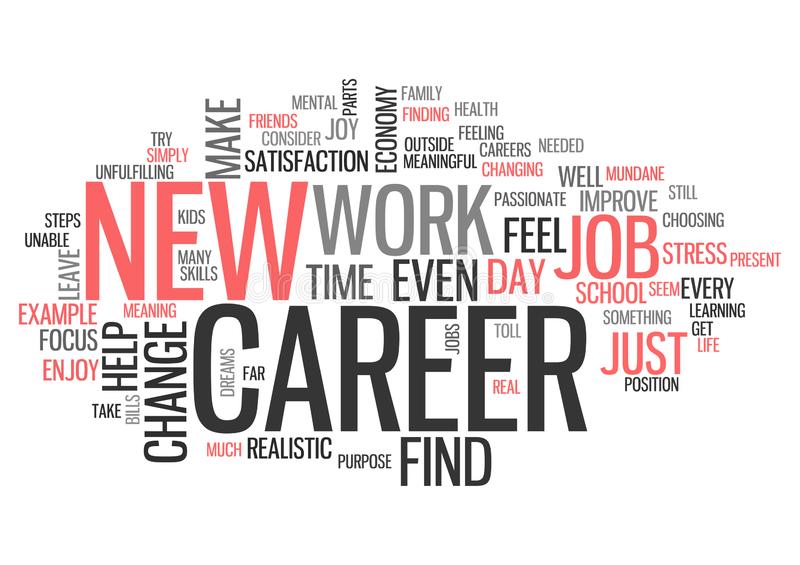 PARTS
FAMILY
MENTAL
ECONOMY
FINDING
HEALTH
MAKE
FRIENDS
CONSIDER
JOY
OUTSIDE
FEELING
TRY
SIMPLY
SATISFACTION
MEANINGFUL
CAREERS
NEEDED
UNFULFILLING
CHANGING
WELL
MUNDANE
NEW
WORK
PASSIONATE
IMPROVE
STILL
STEPS
KIDS
CHOOSING
UNABLE
FEEL
JOB
LEAVE
MANY
SKILLS
TIME
EVEN
DAY
STRESS
PRESENT
SCHOOL
SEEM
EVERY
EXAMPLE
MEANING
CAREER
SOMETHING
LEARNING
FOCUS
HELP
CHANGE
JOBS
TOLL
GET
JUST
LIFE
ENJOY
DREAMS
FAR
REAL
POSITION
TAKE
BILLS
MUCH
REALISTIC
PURPOSE
FIND